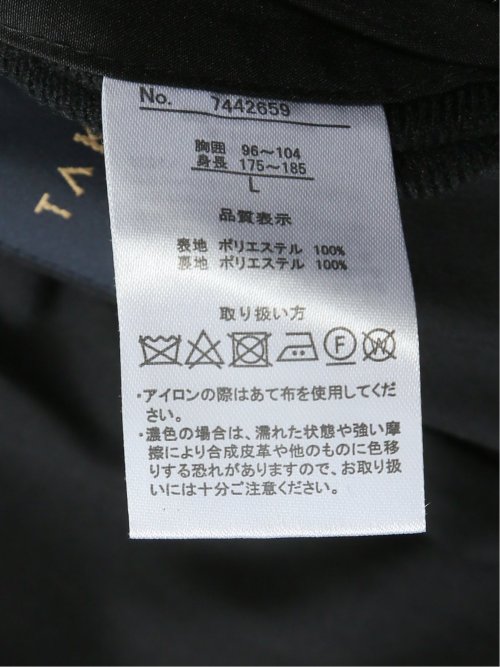 No. 7442659
胸囲 96～104
身長 175～185
L
品質表示
表地 ポリエステル 100%
裏地 ポリエステル 100%
取り扱い方
F W
・アイロンの際はあて布を使用してくだ
さい。
・濃色の場合は、濡れた状態や強い摩
擦により合成皮革や他のものに色移
りする恐れがありますので、お取り扱
いには十分ご注意ください。